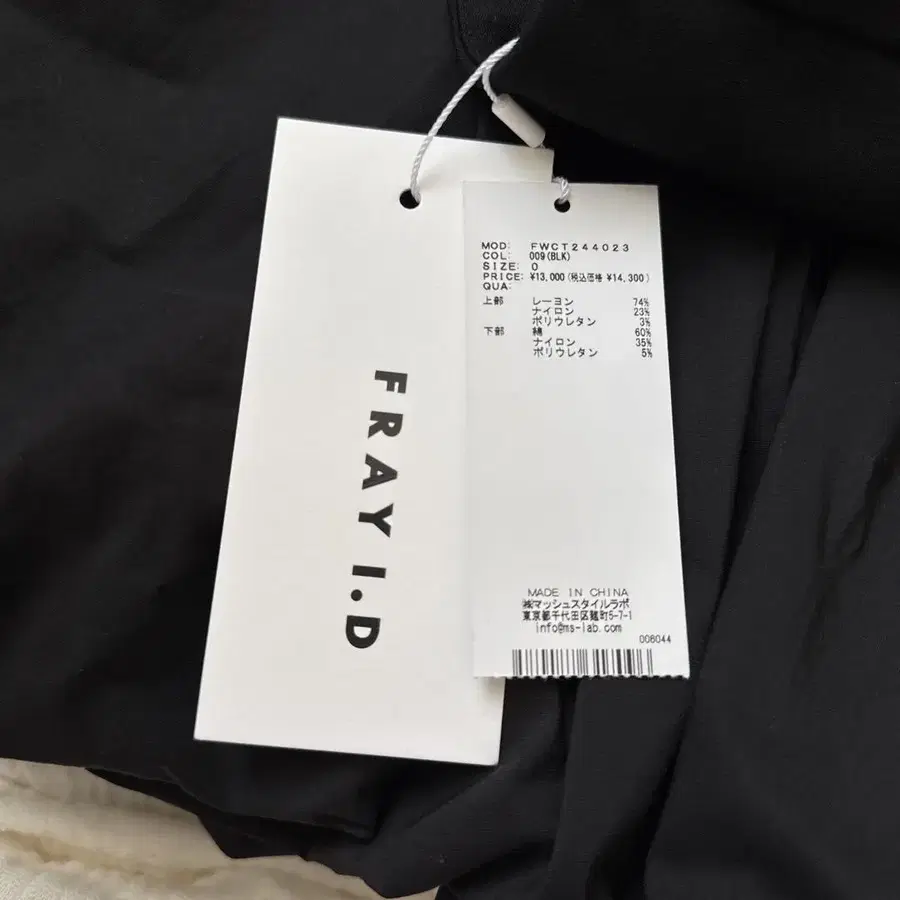 FRAY I.D
MOD: FWCT244023
COL: 009(BLK)
SIZE: 0
PRICE: ¥13,000(税込価格 ¥14,300)
QUA:
上部 レーヨン 74%
ナイロン 23%
ポリウレタン 3%
下部 綿 60%
ナイロン 35%
ポリウレタン 5%
MADE IN CHINA
㈱マッシュスタイルラボ
東京都千代田区麹町5-7-1
info@ms-lab.com
006044